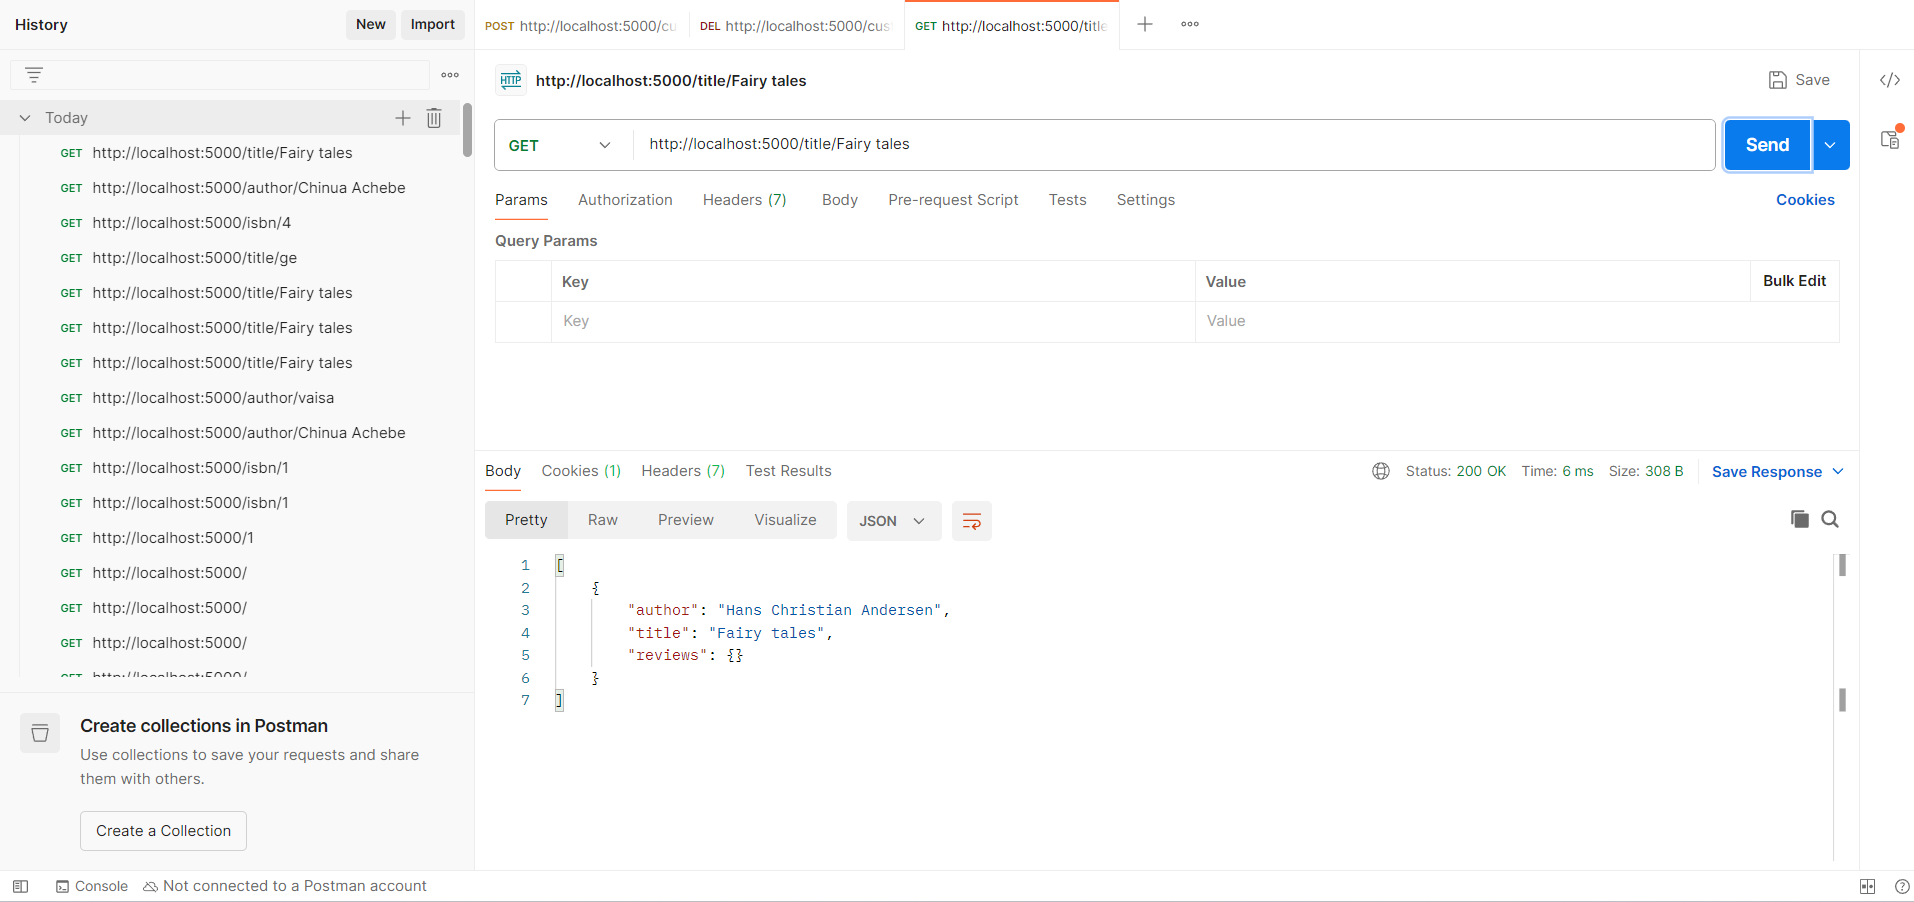 History
New
Import
POST http://localhost:5000/cu
DEL http://localhost:5000/cus
GET http://localhost:5000/title
HTTP http://localhost:5000/title/Fairy tales
Save
Today
GET http://localhost:5000/title/Fairy tales
GET http://localhost:5000/author/Chinua Achebe
GET http://localhost:5000/isbn/4
GET http://localhost:5000/title/ge
GET http://localhost:5000/title/Fairy tales
GET http://localhost:5000/title/Fairy tales
GET http://localhost:5000/title/Fairy tales
GET http://localhost:5000/author/vaisa
GET http://localhost:5000/author/Chinua Achebe
GET http://localhost:5000/isbn/1
GET http://localhost:5000/isbn/1
GET http://localhost:5000/1
GET http://localhost:5000/
GET http://localhost:5000/
GET http://localhost:5000/
GET http://localhost:5000/
Create collections in Postman
Use collections to save your requests and share
them with others.
Create a Collection
GET http://localhost:5000/title/Fairy tales
Send
Params Authorization Headers (7) Body Pre-request Script Tests Settings Cookies
Query Params
Key Value Bulk Edit
Key Value
Body Cookies (1) Headers (7) Test Results Status: 200 OK Time: 6 ms Size: 308 B Save Response
Pretty Raw Preview Visualize JSON
1 [
2 {
3 "author": "Hans Christian Andersen",
4 "title": "Fairy tales",
5 "reviews": {}
6 }
7 ]
Console Not connected to a Postman account